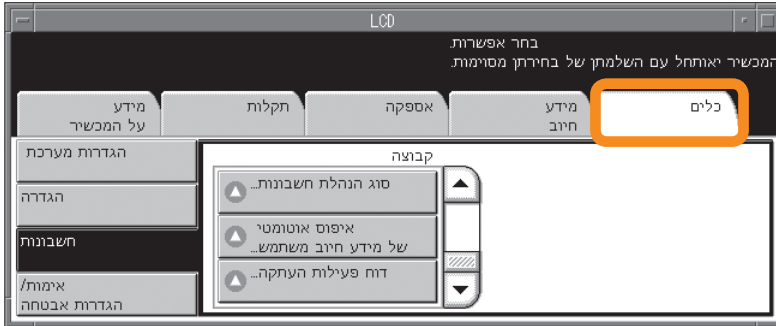 LCD
בחר אפשרות.
המכשיר יאותחל עם השלמתן של בחירתן מסוימות.
כלים
מידע
חיוב
אספקה
תקלות
מידע
על המכשיר
הגדרות מערכת
הגדרה
חשבונות
אימות/
הגדרות אבטחה
קבוצה
סוג הנהלת חשבונות...
איפוס אוטומטי
של מידע חיוב משתמש...
דוח פעילות העתקה...